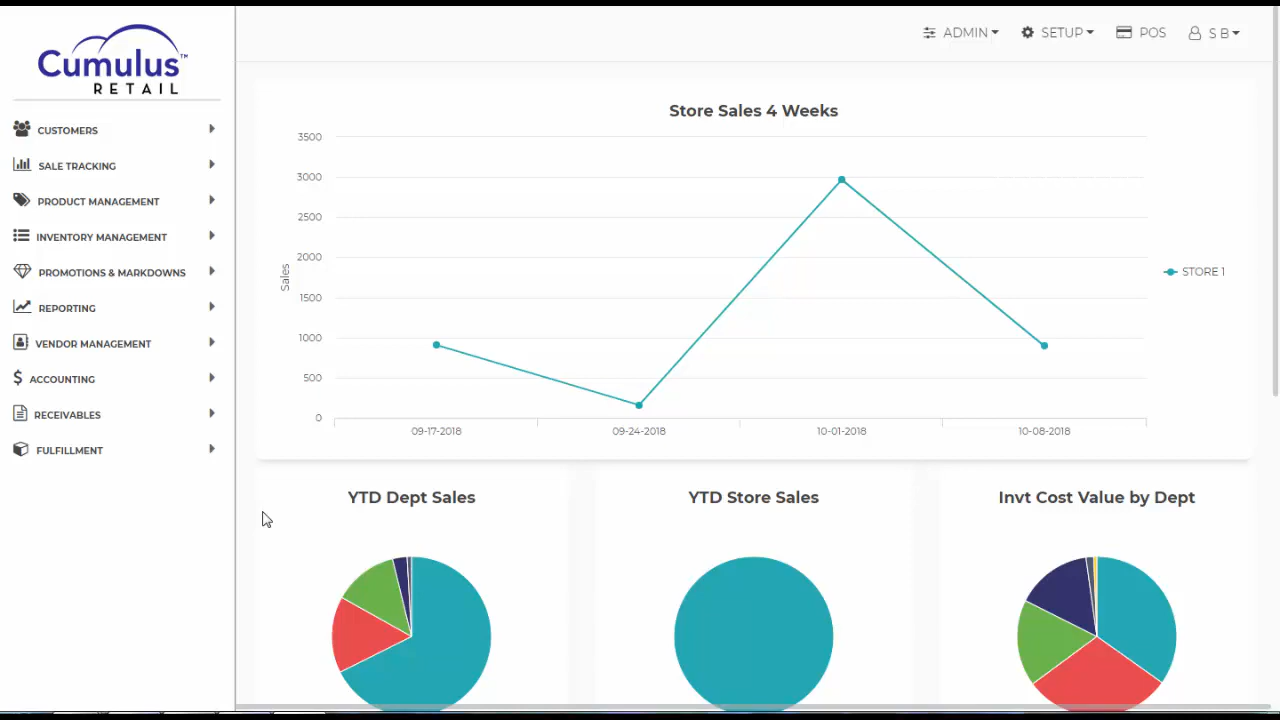 Cumulus™
RETAIL
ADMIN
SETUP
POS
S B
CUSTOMERS
SALE TRACKING
PRODUCT MANAGEMENT
INVENTORY MANAGEMENT
PROMOTIONS & MARKDOWNS
REPORTING
VENDOR MANAGEMENT
ACCOUNTING
RECEIVABLES
FULFILLMENT
Store Sales 4 Weeks
3500
3000
2500
2000
1500
1000
500
0
Sales
09-17-2018
09-24-2018
10-01-2018
10-08-2018
STORE 1
YTD Dept Sales
YTD Store Sales
Invt Cost Value by Dept